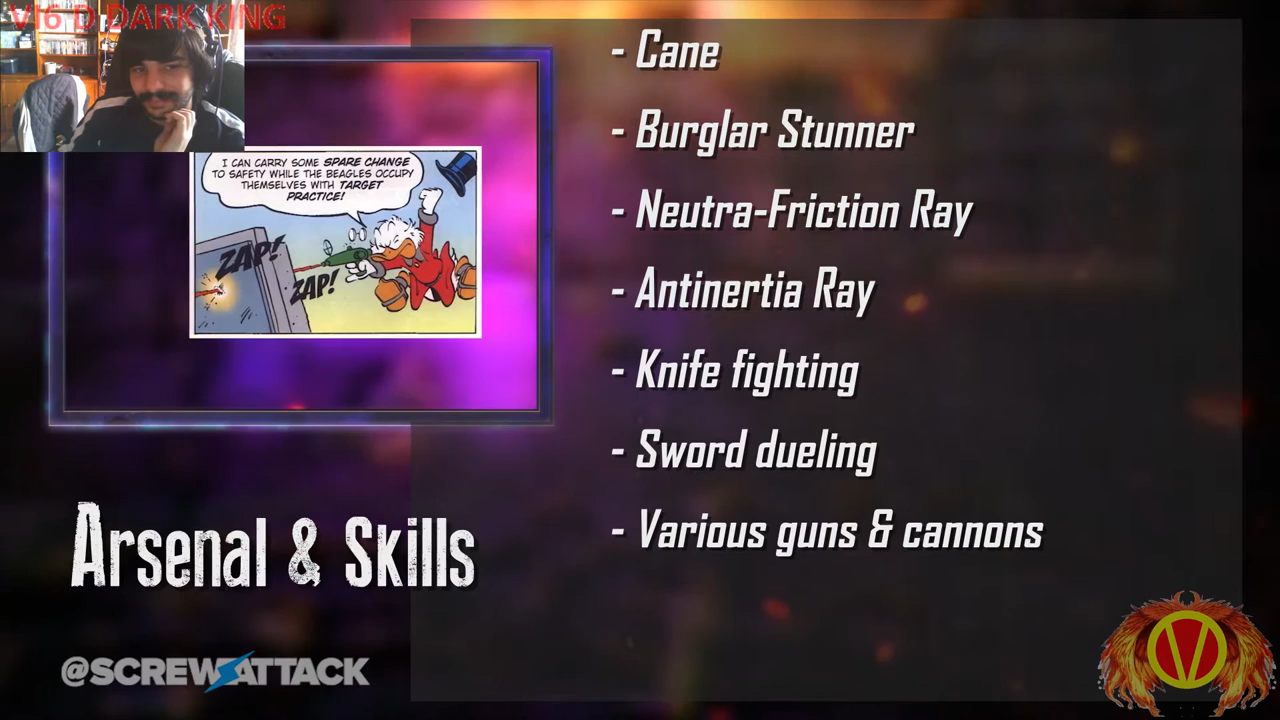 V16 D DARK KING
- Cane
- Burglar Stunner
- Neutra-Friction Ray
- Antinertia Ray
- Knife fighting
- Sword dueling
- Various guns & cannons
I CAN CARRY SOME SPARE CHANGE
TO SAFETY WHILE THE BEAGLES OCCUPY
THEMSELVES WITH TARGET
PRACTICE!
ZAP!
ZAP!
Arsenal & Skills
@SCREWATTACK
V